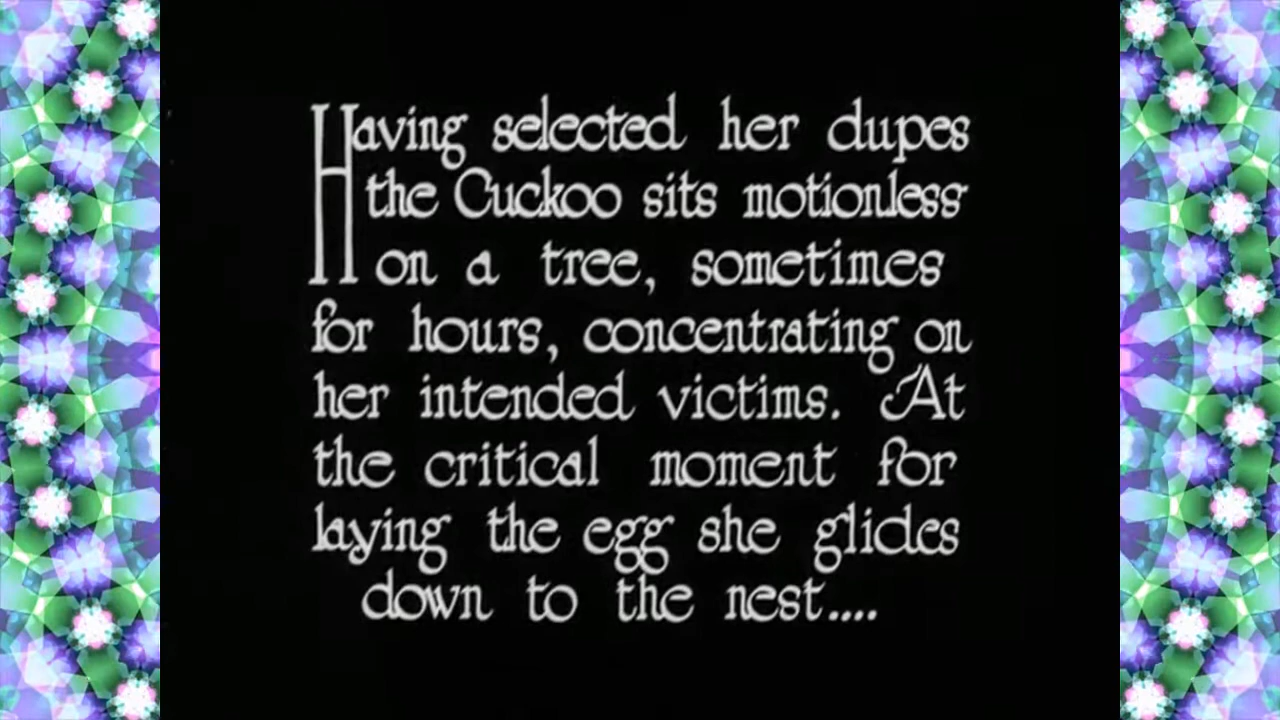 Having selected her dupes
the Cuckoo sits motionless
on a tree, sometimes
for hours, concentrating on
her intended victims. At
the critical moment for
laying the egg she glides
down to the nest....